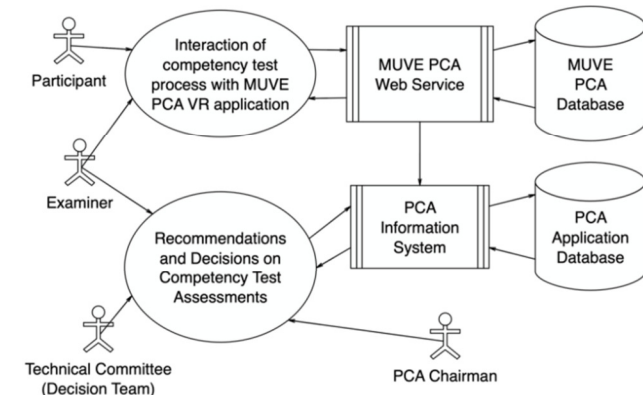 Interaction of
competency test
process with MUVE
PCA VR application
MUVE PCA
Web Service
MUVE
PCA
Database
Participant
Examiner
Recommendations
and Decisions on
Competency Test
Assessments
PCA
Information
System
PCA
Application
Database
Technical Committee
(Decision Team)
PCA Chairman